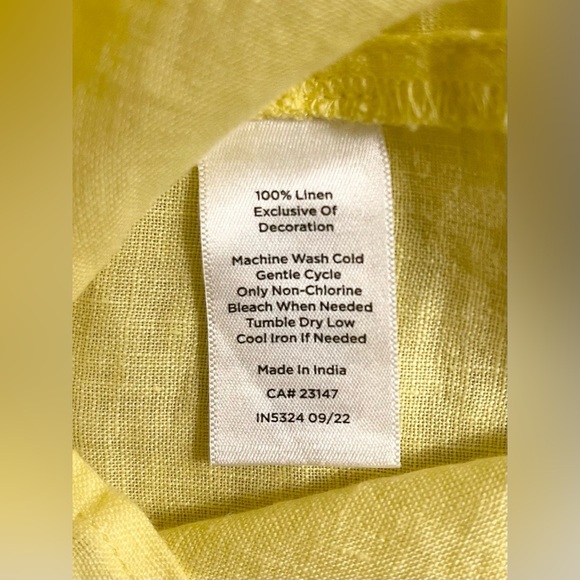 100% Linen
Exclusive Of
Decoration
Machine Wash Cold
Gentle Cycle
Only Non-Chlorine
Bleach When Needed
Tumble Dry Low
Cool Iron If Needed
Made In India
CA# 23147
IN5324 09/22